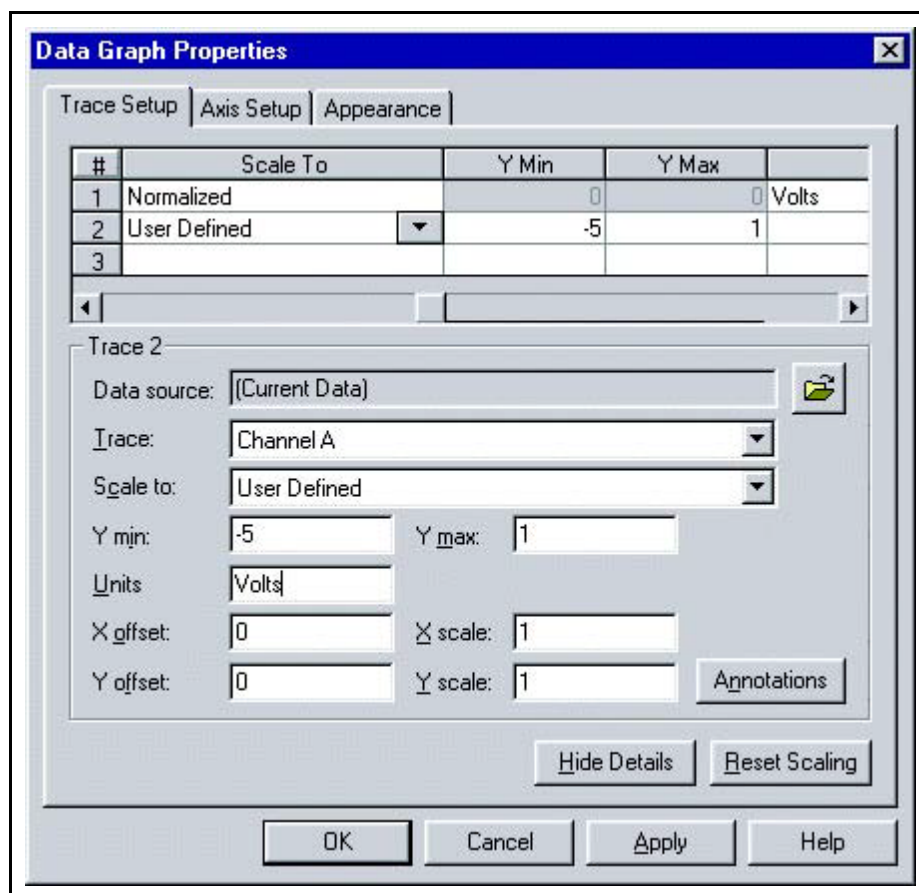 Data Graph Properties
Trace Setup Axis Setup Appearance
# Scale To Y Min Y Max
1 Normalized 0 0 Volts
2 User Defined -5 1
3
Trace 2
Data source: (Current Data)
Trace: Channel A
Scale to: User Defined
Y min: -5 Y max: 1
Units Volts
X offset: 0 X scale: 1
Y offset: 0 Y scale: 1 Annotations
Hide Details Reset Scaling
OK Cancel Apply Help